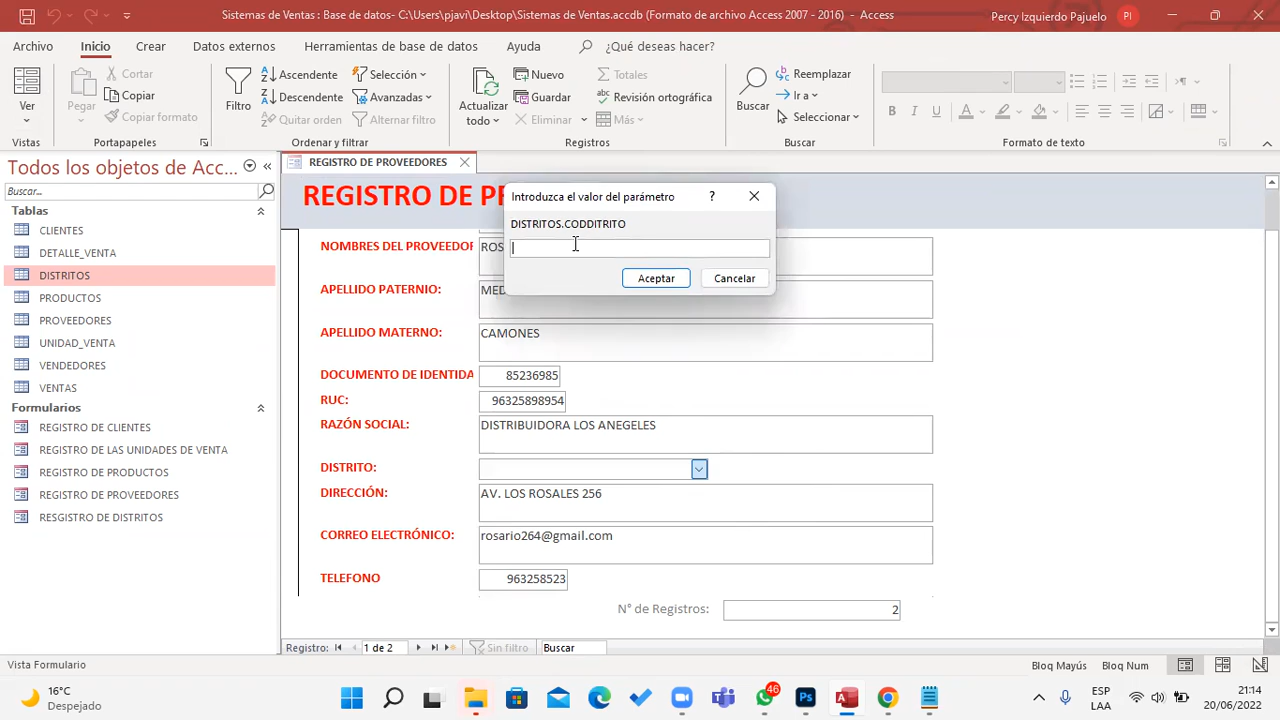 Sistemas de Ventas : Base de datos- C:\Users\pjavi\Desktop\Sistemas de Ventas.accdb (Formato de archivo Access 2007 - 2016) - Access
Percy Izquierdo Pajuelo
PI
Archivo Inicio Crear Datos externos Herramientas de base de datos Ayuda ¿Qué deseas hacer?
Ver
Vistas
Pegar
Cortar
Copiar
Copiar formato
Portapapeles
Filtro
Ascendente
Descendente
Quitar orden
Selección
Avanzadas
Alternar filtro
Ordenar y filtrar
Actualizar
todo
Nuevo
Guardar
Eliminar
Totales
Revisión ortográfica
Más
Registros
Buscar
Reemplazar
Ir a
Seleccionar
Buscar
N K S
Formato de texto
Todos los objetos de Acc...
Buscar...
Tablas
CLIENTES
DETALLE_VENTA
DISTRITOS
PRODUCTOS
PROVEEDORES
UNIDAD_VENTA
VENDEDORES
VENTAS
Formularios
REGISTRO DE CLIENTES
REGISTRO DE LAS UNIDADES DE VENTA
REGISTRO DE PRODUCTOS
REGISTRO DE PROVEEDORES
RESGISTRO DE DISTRITOS
REGISTRO DE PROVEEDORES
REGISTRO DE P
Introduzca el valor del parámetro
?
DISTRITOS.CODDITRITO
Aceptar Cancelar
NOMBRES DEL PROVEEDOR ROS
APELLIDO PATERNIO: MED
APELLIDO MATERNO: CAMONES
DOCUMENTO DE IDENTIDA 85236985
RUC: 96325898954
RAZÓN SOCIAL: DISTRIBUIDORA LOS ANEGELES
DISTRITO:
DIRECCIÓN: AV. LOS ROSALES 256
CORREO ELECTRÓNICO: rosario264@gmail.com
TELEFONO 963258523
N° de Registros: 2
Registro: 1 de 2 Sin filtro Buscar
Vista Formulario
Bloq Mayús Bloq Num
16°C
Despejado
46
ESP
LAA
21:14
20/06/2022